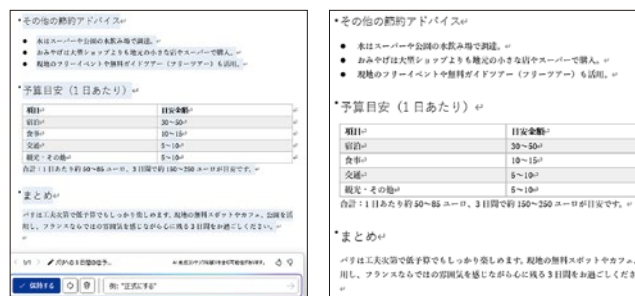 その他の節約アドバイス
● 水はスーパーや公園の水飲み場で調達。
● おみやげは大型ショップよりも地元の小さな店やスーパーで購入。
● 現地のフリーイベントや無料ガイドツアー（フリーツアー）も活用。
予算目安（1日あたり）
項目 目安金額
宿泊 30～50
食事 10～15
交通 5～10
観光・その他 5～10
合計：1日あたり約50～85ユーロ、3日間で約150～250ユーロが目安です。
まとめ
パリは工夫次第で低予算でもしっかり楽しめます。現地の無料スポットやカフェ、公園を活
用し、フランスならではの雰囲気を感じながら心に残る3日間をお過ごしください。
1/1 パリへの3日間の低予...
AI
保持する 例: "正式にする"
その他の節約アドバイス
● 水はスーパーや公園の水飲み場で調達。
● おみやげは大型ショップよりも地元の小さな店やスーパーで購入。
● 現地のフリーイベントや無料ガイドツアー（フリーツアー）も活用。
予算目安（1日あたり）
項目 目安金額
宿泊 30～50
食事 10～15
交通 5～10
観光・その他 5～10
合計：1日あたり約50～85ユーロ、3日間で約150～250ユーロが目安です。
まとめ
パリは工夫次第で低予算でもしっかり楽しめます。現地の無料スポットやカフェ
用し、フランスならではの雰囲気を感じながら心に残る3日間をお過ごしくだ